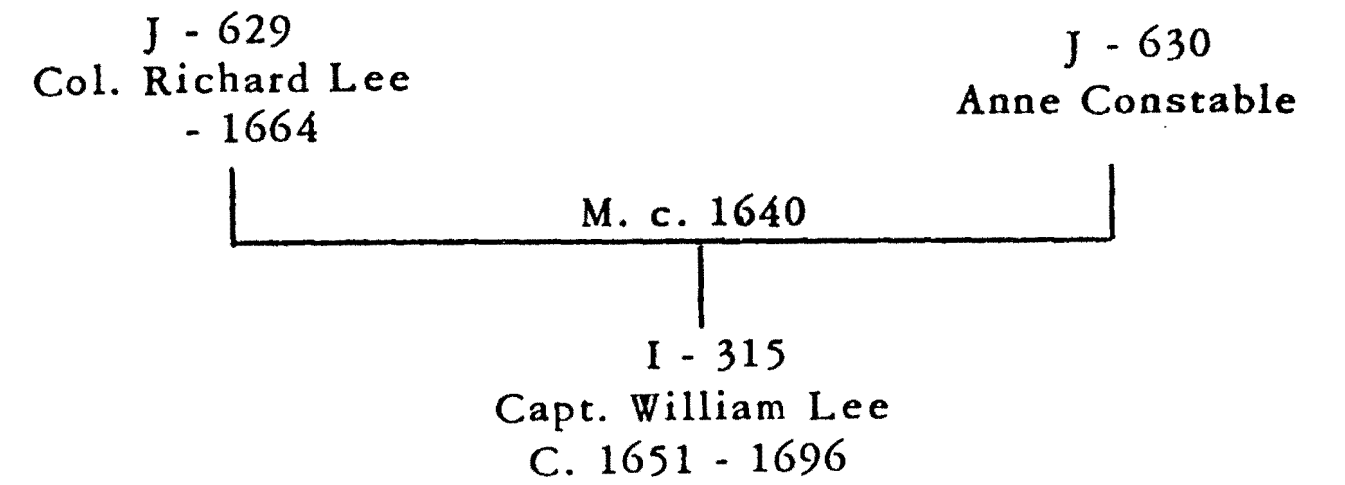 J - 629
Col. Richard Lee
- 1664
J - 630
Anne Constable
M. c. 1640
I - 315
Capt. William Lee
C. 1651 - 1696